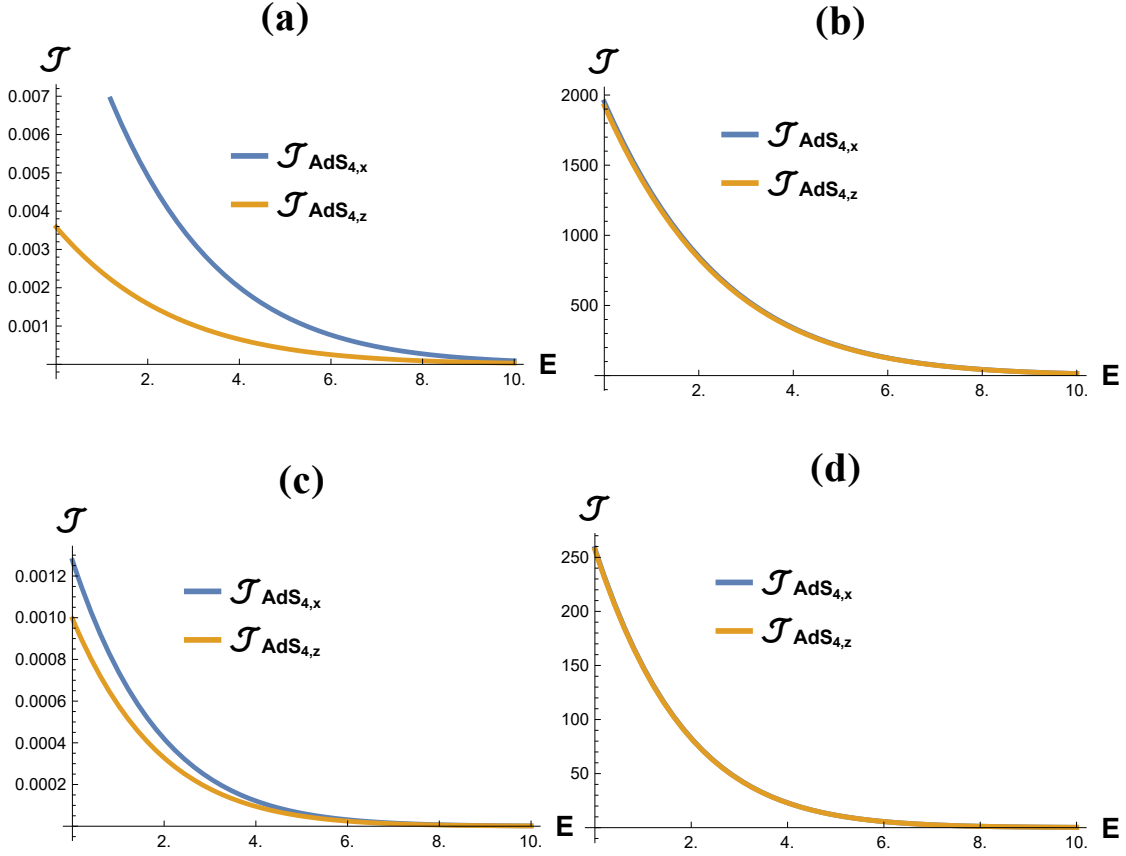 (a)
𝒯
0.007
0.006
0.005
0.004
0.003
0.002
0.001
2.
4.
6.
8.
10.
E
𝒯 AdS4,x
𝒯 AdS4,z
(b)
𝒯
2000
1500
1000
500
2.
4.
6.
8.
10.
E
𝒯 AdS4,x
𝒯 AdS4,z
(c)
𝒯
0.0012
0.0010
0.0008
0.0006
0.0004
0.0002
2.
4.
6.
8.
10.
E
𝒯 AdS4,x
𝒯 AdS4,z
(d)
𝒯
250
200
150
100
50
2.
4.
6.
8.
10.
E
𝒯 AdS4,x
𝒯 AdS4,z